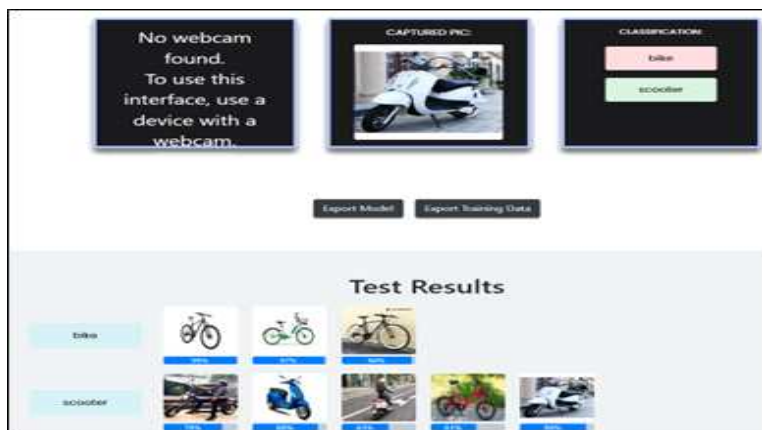 No webcam
found.
To use this
interface, use a
device with a
webcam.
CAPTURED PIC:
CLASSIFICATION:
bike
scooter
Export Model
Export Training Data
Test Results
bike
scooter